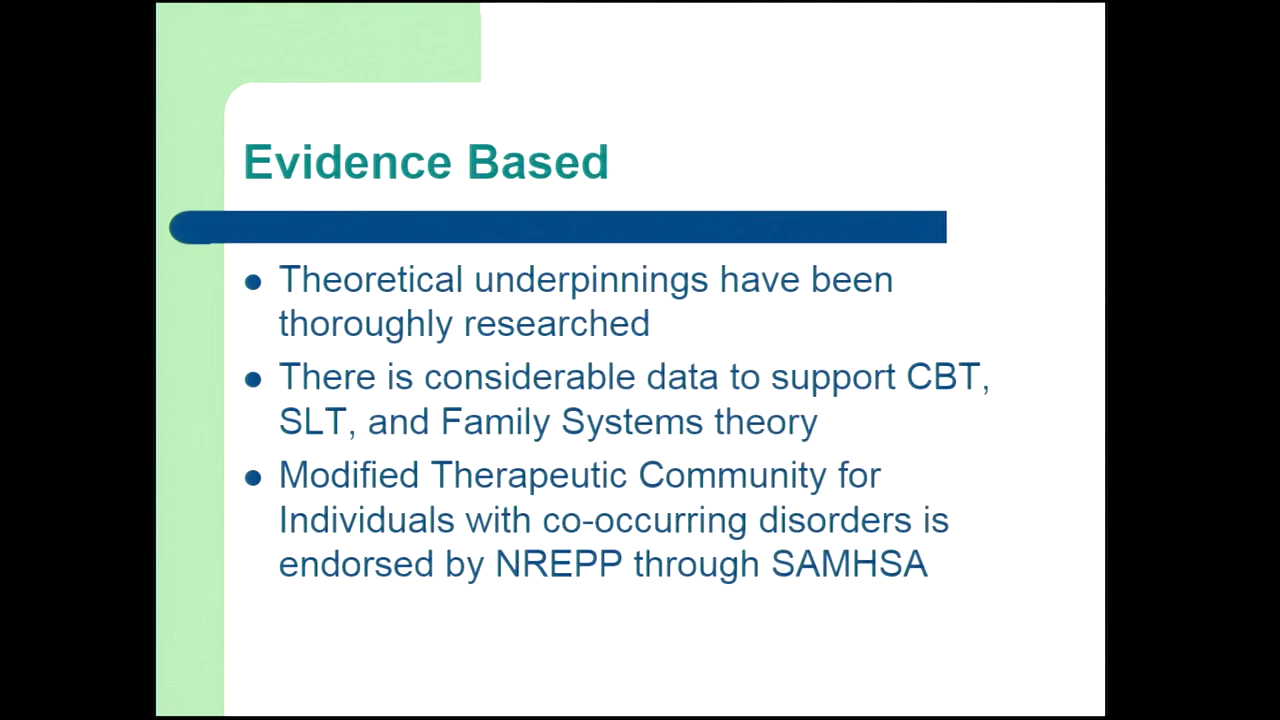 Evidence Based
● Theoretical underpinnings have been
thoroughly researched
● There is considerable data to support CBT,
SLT, and Family Systems theory
● Modified Therapeutic Community for
Individuals with co-occurring disorders is
endorsed by NREPP through SAMHSA